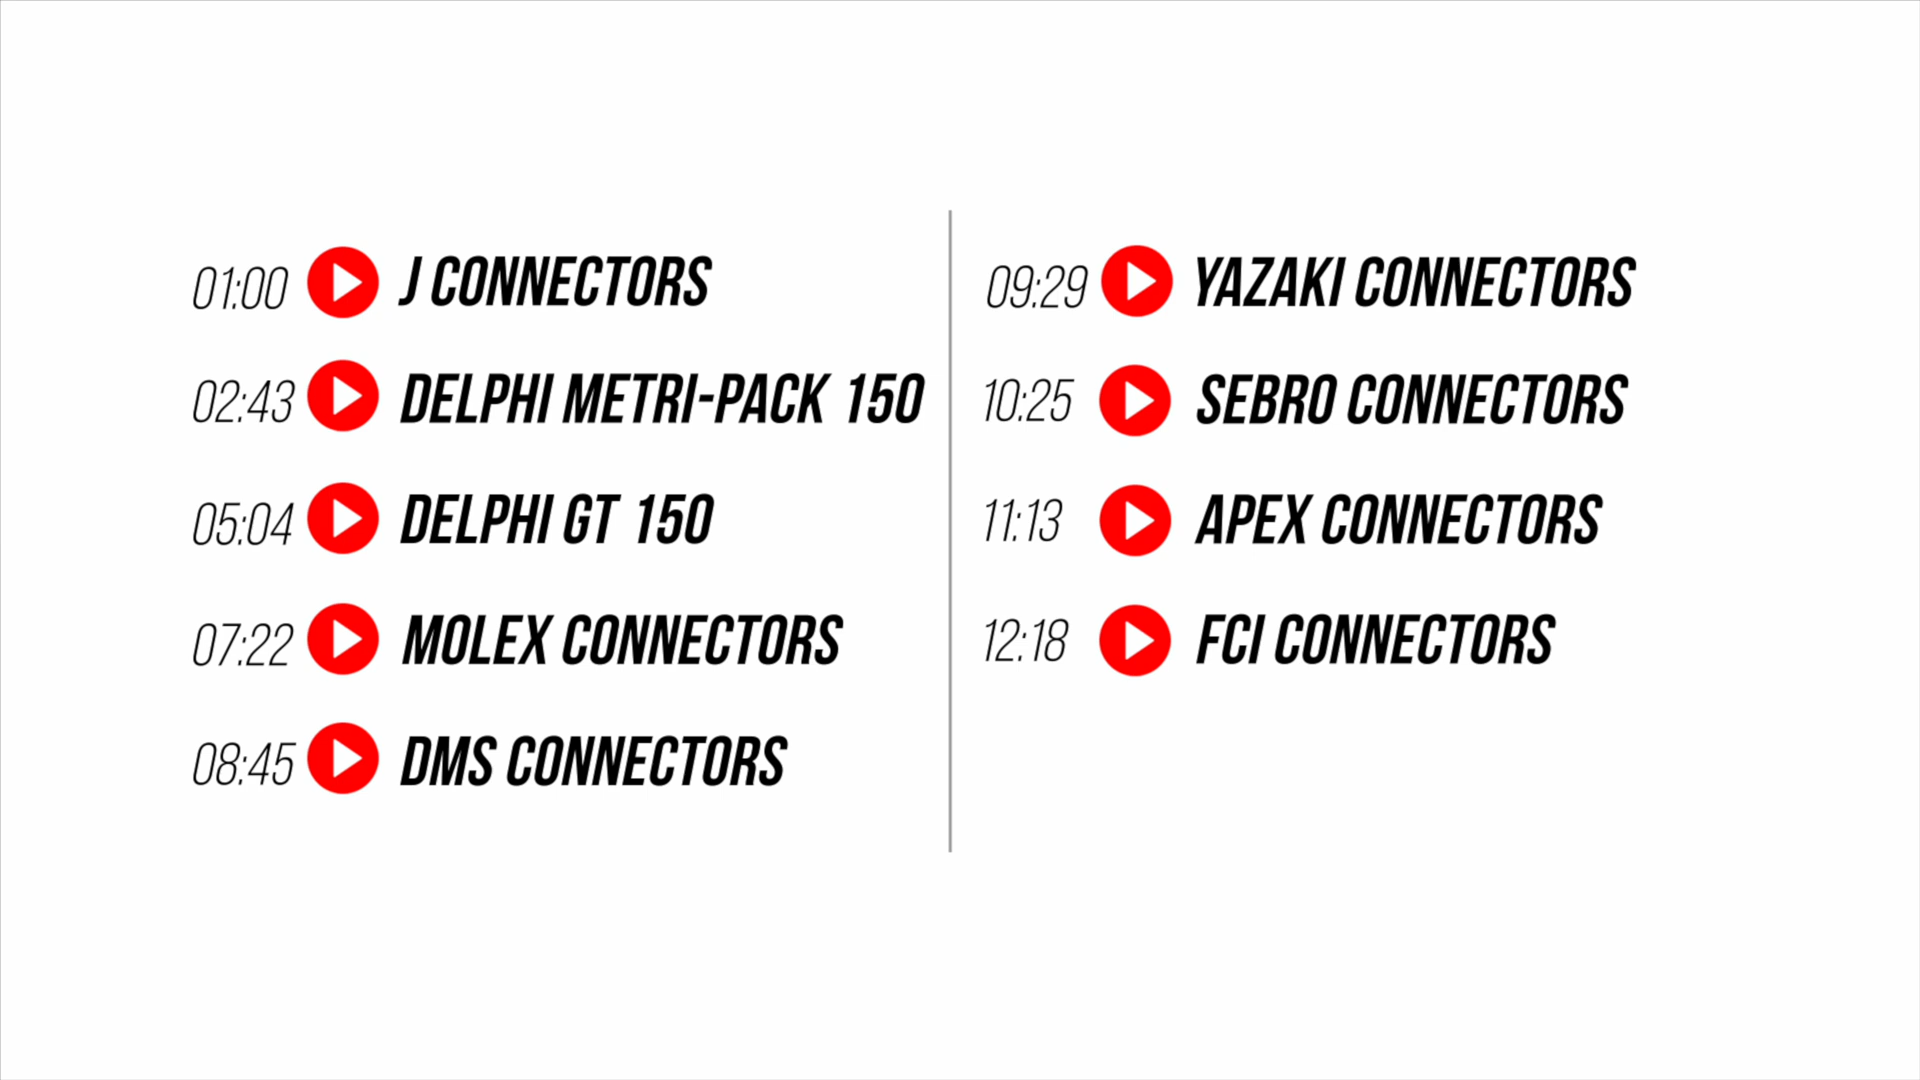 01:00 J CONNECTORS
02:43 DELPHI METRI-PACK 150
05:04 DELPHI GT 150
07:22 MOLEX CONNECTORS
08:45 DMS CONNECTORS
09:29 YAZAKI CONNECTORS
10:25 SEBRO CONNECTORS
11:13 APEX CONNECTORS
12:18 FCI CONNECTORS